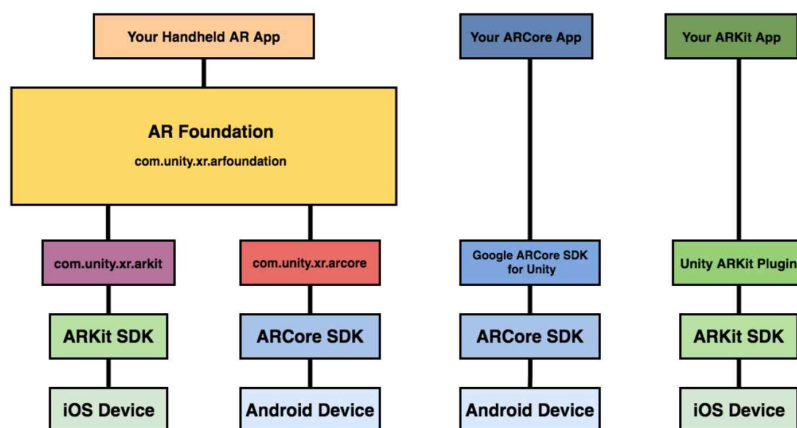 Your Handheld AR App
Your ARCore App
Your ARKit App
AR Foundation
com.unity.xr.arfoundation
com.unity.xr.arkit
com.unity.xr.arcore
Google ARCore SDK
for Unity
Unity ARKit Plugin
ARKit SDK
ARCore SDK
ARCore SDK
ARKit SDK
iOS Device
Android Device
Android Device
iOS Device